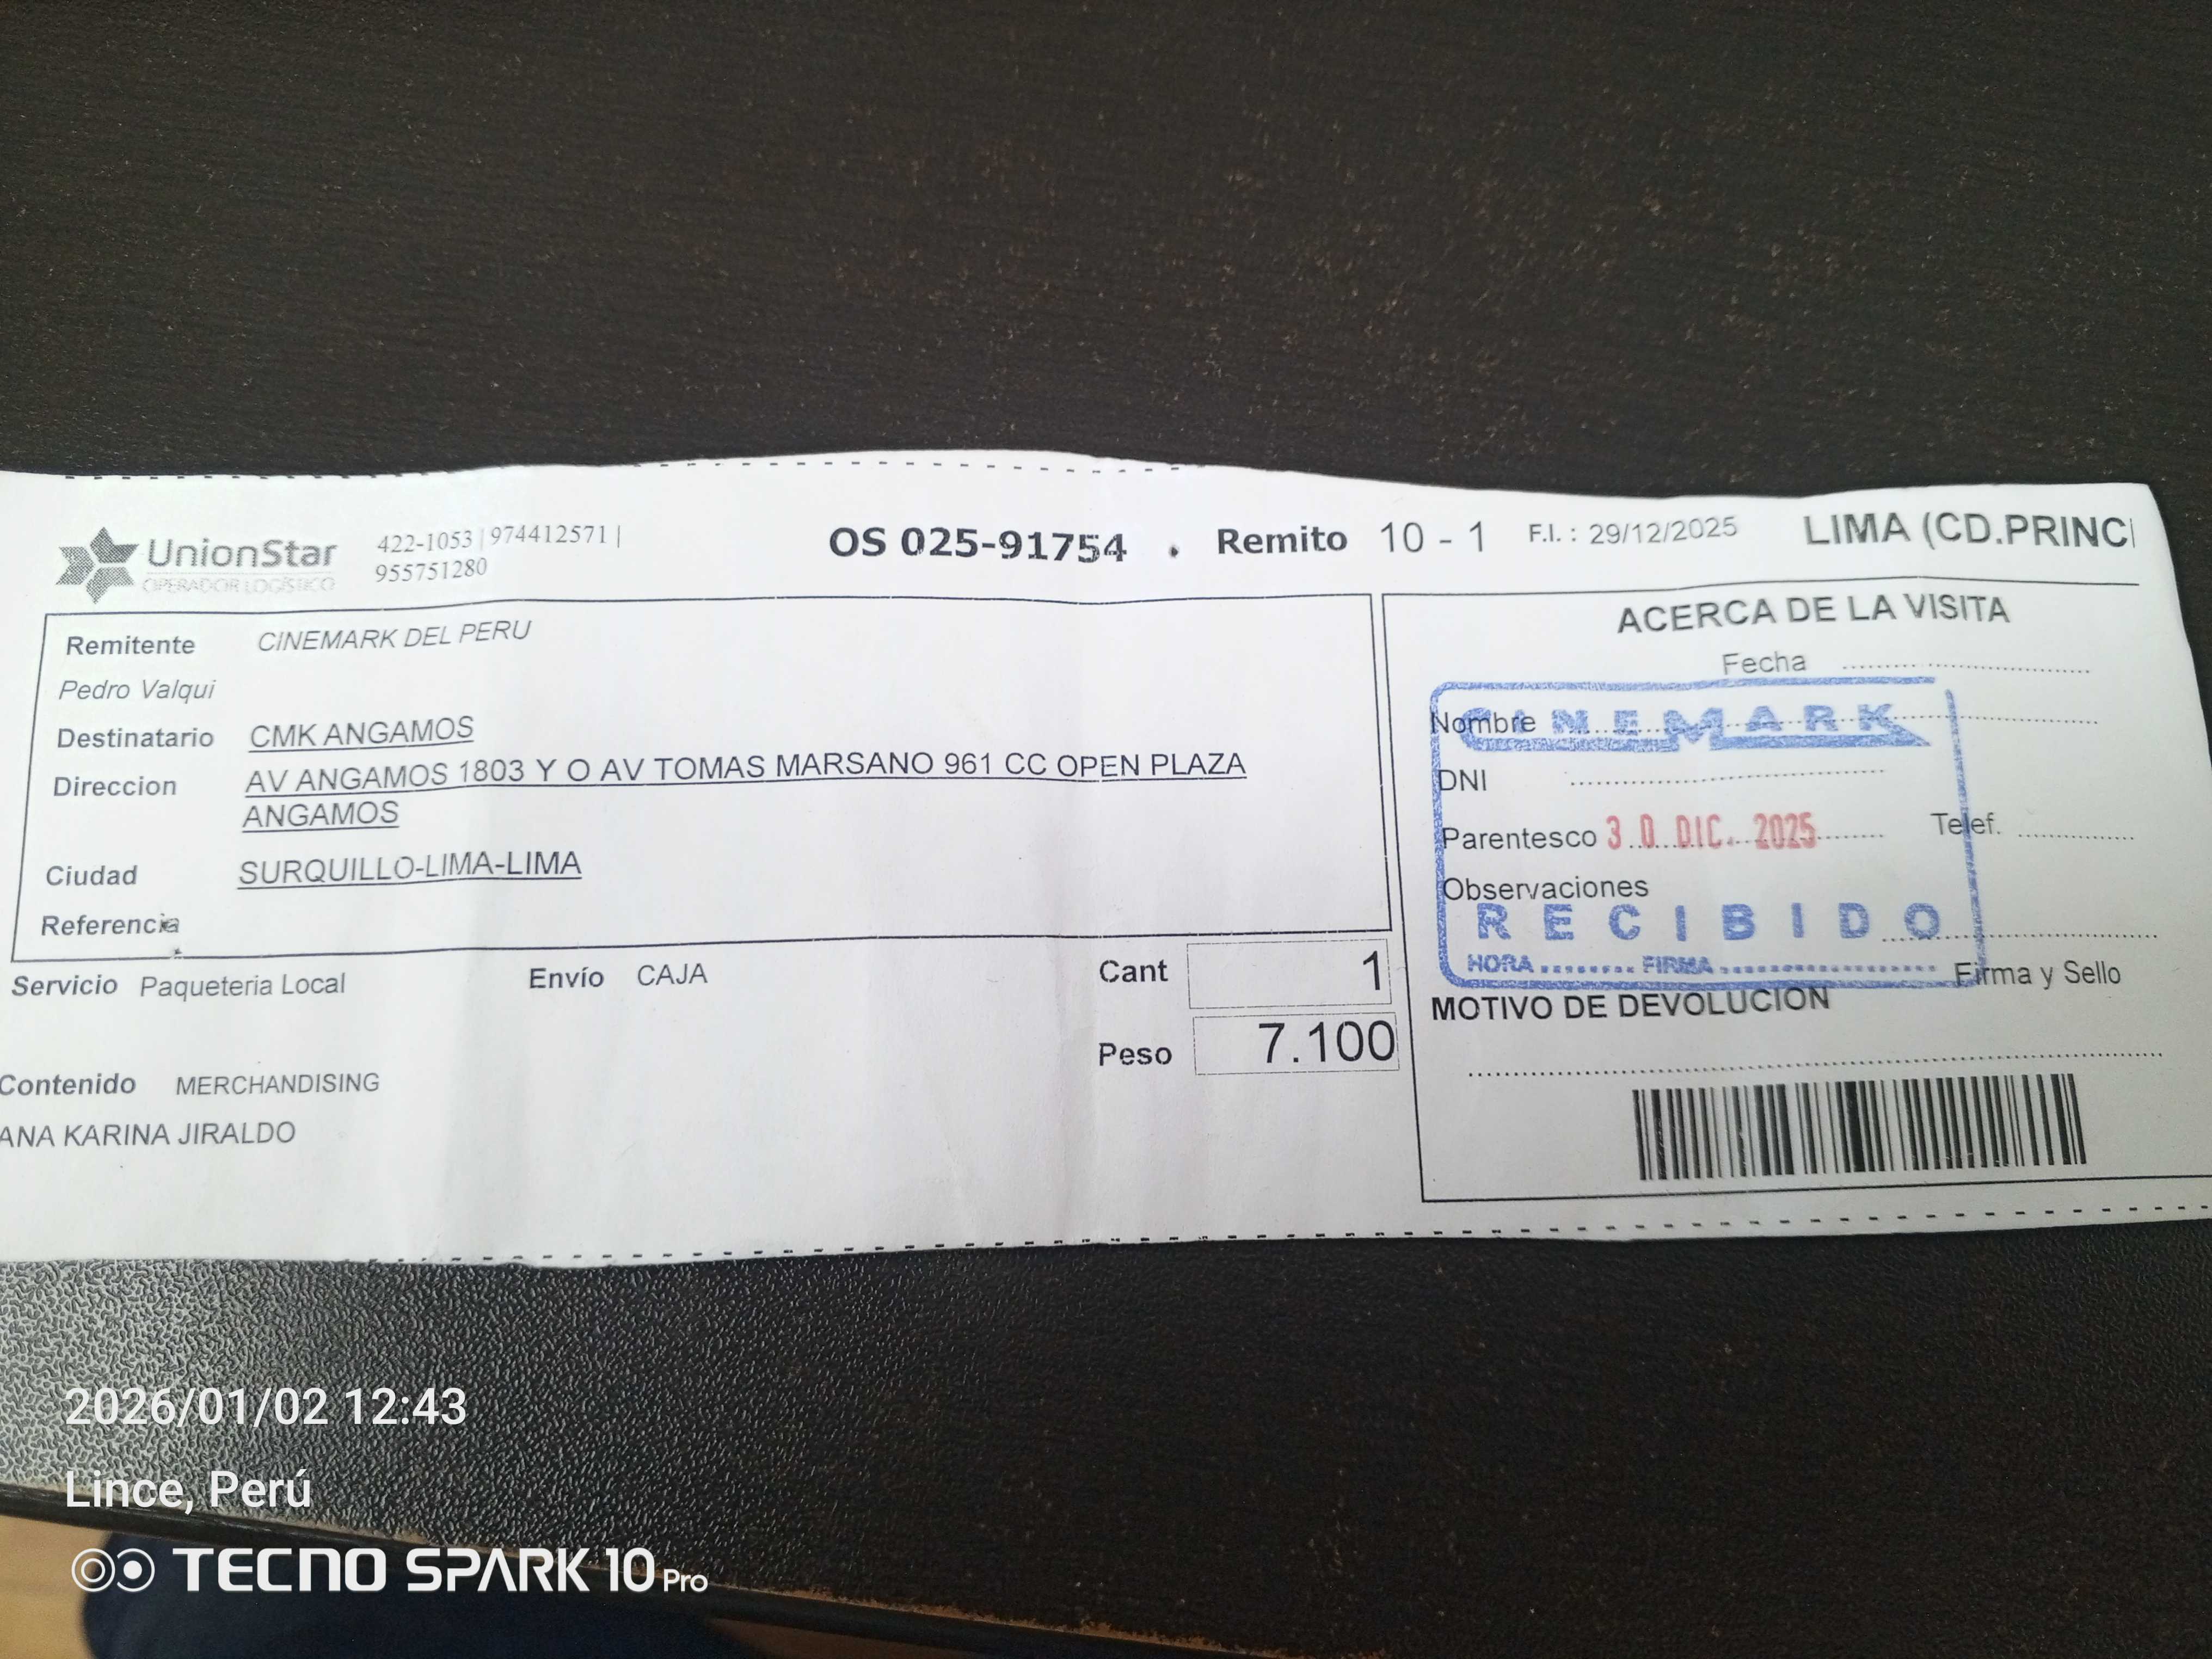 UnionStar
OPERADOR LOGÍSTICO
422-1053 | 974412571 |
955751280
OS 025-91754 . Remito 10 - 1 F.I. : 29/12/2025 LIMA (CD.PRINCI
Remitente CINEMARK DEL PERU
Pedro Valqui
Destinatario CMK ANGAMOS
Direccion AV ANGAMOS 1803 Y O AV TOMAS MARSANO 961 CC OPEN PLAZA
ANGAMOS
Ciudad SURQUILLO-LIMA-LIMA
Referencia
Servicio Paqueteria Local Envío CAJA
Cant 1
Peso 7.100
Contenido MERCHANDISING
ANA KARINA JIRALDO
ACERCA DE LA VISITA
Fecha
Nombre
CINEMARK
DNI
Parentesco 30 DIC. 2025 Telef.
Observaciones
RECIBIDO
HORA FIRMA
Firma y Sello
MOTIVO DE DEVOLUCION
2026/01/02 12:43
Lince, Perú
TECNO SPARK 10 Pro